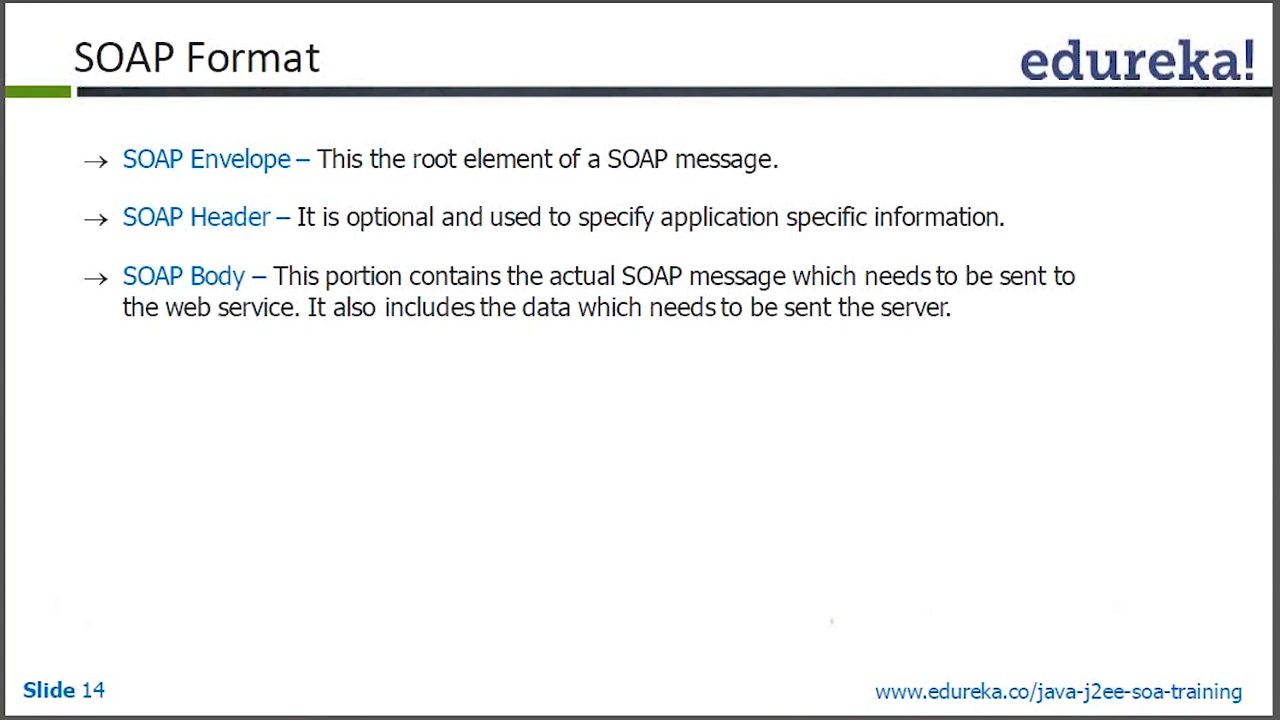 SOAP Format
edureka!
→ SOAP Envelope – This the root element of a SOAP message.
→ SOAP Header – It is optional and used to specify application specific information.
→ SOAP Body – This portion contains the actual SOAP message which needs to be sent to
the web service. It also includes the data which needs to be sent the server.
Slide 14
www.edureka.co/java-j2ee-soa-training